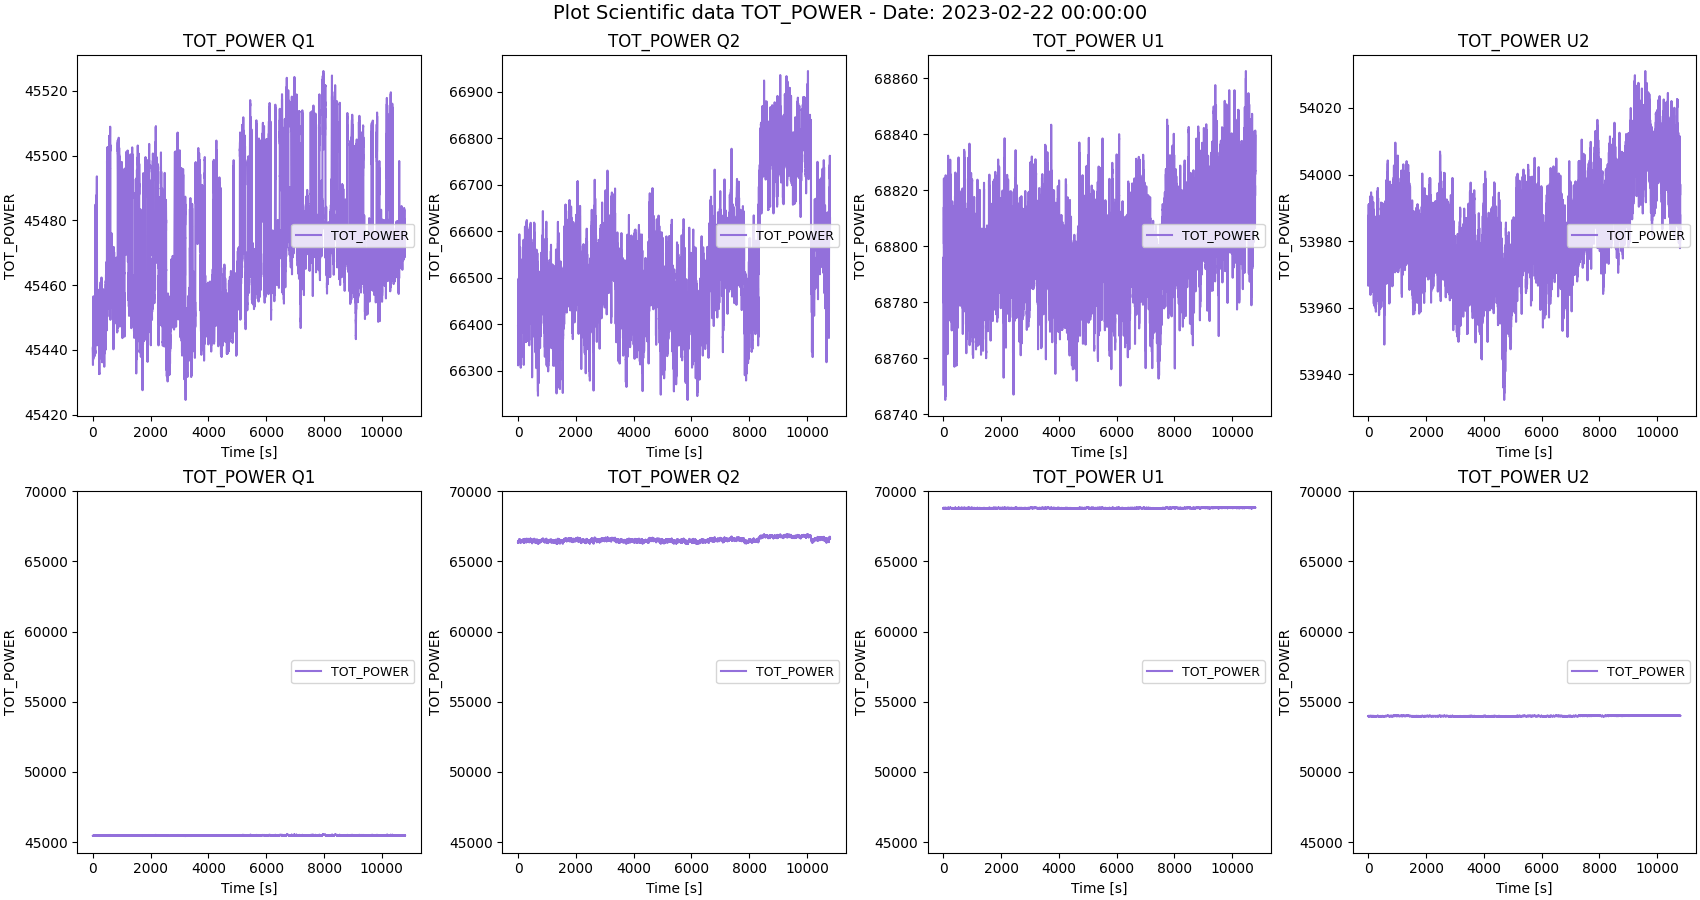 Plot Scientific data TOT_POWER - Date: 2023-02-22 00:00:00
TOT_POWER Q1
TOT_POWER
45520
45500
45480
45460
45440
45420
TOT_POWER
0 2000 4000 6000 8000 10000
Time [s]
TOT_POWER Q2
TOT_POWER
66900
66800
66700
66600
66500
66400
66300
TOT_POWER
0 2000 4000 6000 8000 10000
Time [s]
TOT_POWER U1
TOT_POWER
68860
68840
68820
68800
68780
68760
68740
TOT_POWER
0 2000 4000 6000 8000 10000
Time [s]
TOT_POWER U2
TOT_POWER
54020
54000
53980
53960
53940
TOT_POWER
0 2000 4000 6000 8000 10000
Time [s]
TOT_POWER Q1
TOT_POWER
70000
65000
60000
55000
50000
45000
TOT_POWER
0 2000 4000 6000 8000 10000
Time [s]
TOT_POWER Q2
TOT_POWER
70000
65000
60000
55000
50000
45000
TOT_POWER
0 2000 4000 6000 8000 10000
Time [s]
TOT_POWER U1
TOT_POWER
70000
65000
60000
55000
50000
45000
TOT_POWER
0 2000 4000 6000 8000 10000
Time [s]
TOT_POWER U2
TOT_POWER
70000
65000
60000
55000
50000
45000
TOT_POWER
0 2000 4000 6000 8000 10000
Time [s]